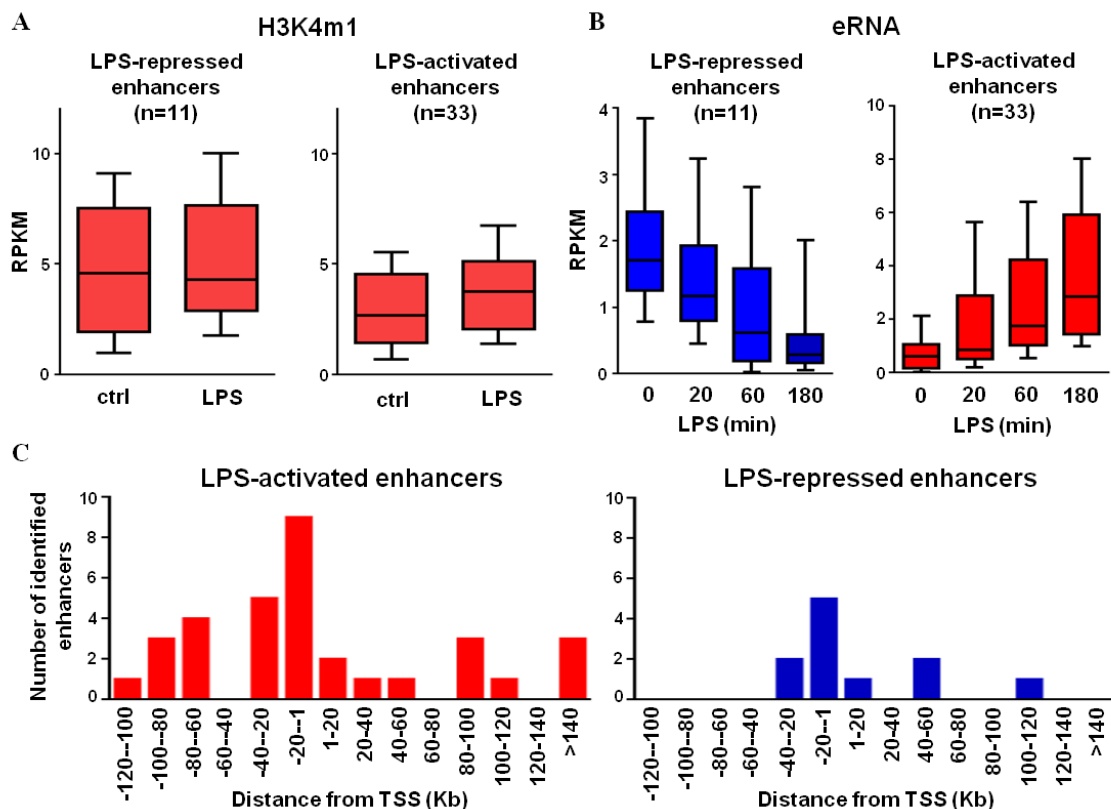 A
H3K4m1
LPS-repressed
enhancers
(n=11)
LPS-activated
enhancers
(n=33)
RPKM
10
5
0
10
5
0
ctrl
LPS
ctrl
LPS
B
eRNA
LPS-repressed
enhancers
(n=11)
LPS-activated
enhancers
(n=33)
RPKM
4
3
2
1
0
10
8
6
4
2
0
0 20 60 180
LPS (min)
0 20 60 180
LPS (min)
C
LPS-activated enhancers
Number of identified
enhancers
10
8
6
4
2
0
-120--100
-100--80
-80--60
-60--40
-40--20
-20--1
1-20
20-40
40-60
80-100
100-120
120-140
>140
Distance from TSS (Kb)
LPS-repressed enhancers
10
8
6
4
2
0
-120--100
-100--80
-80--60
-60--40
-40--20
-20--1
1-20
20-40
40-60
80-100
100-120
120-140
>140
Distance from TSS (Kb)